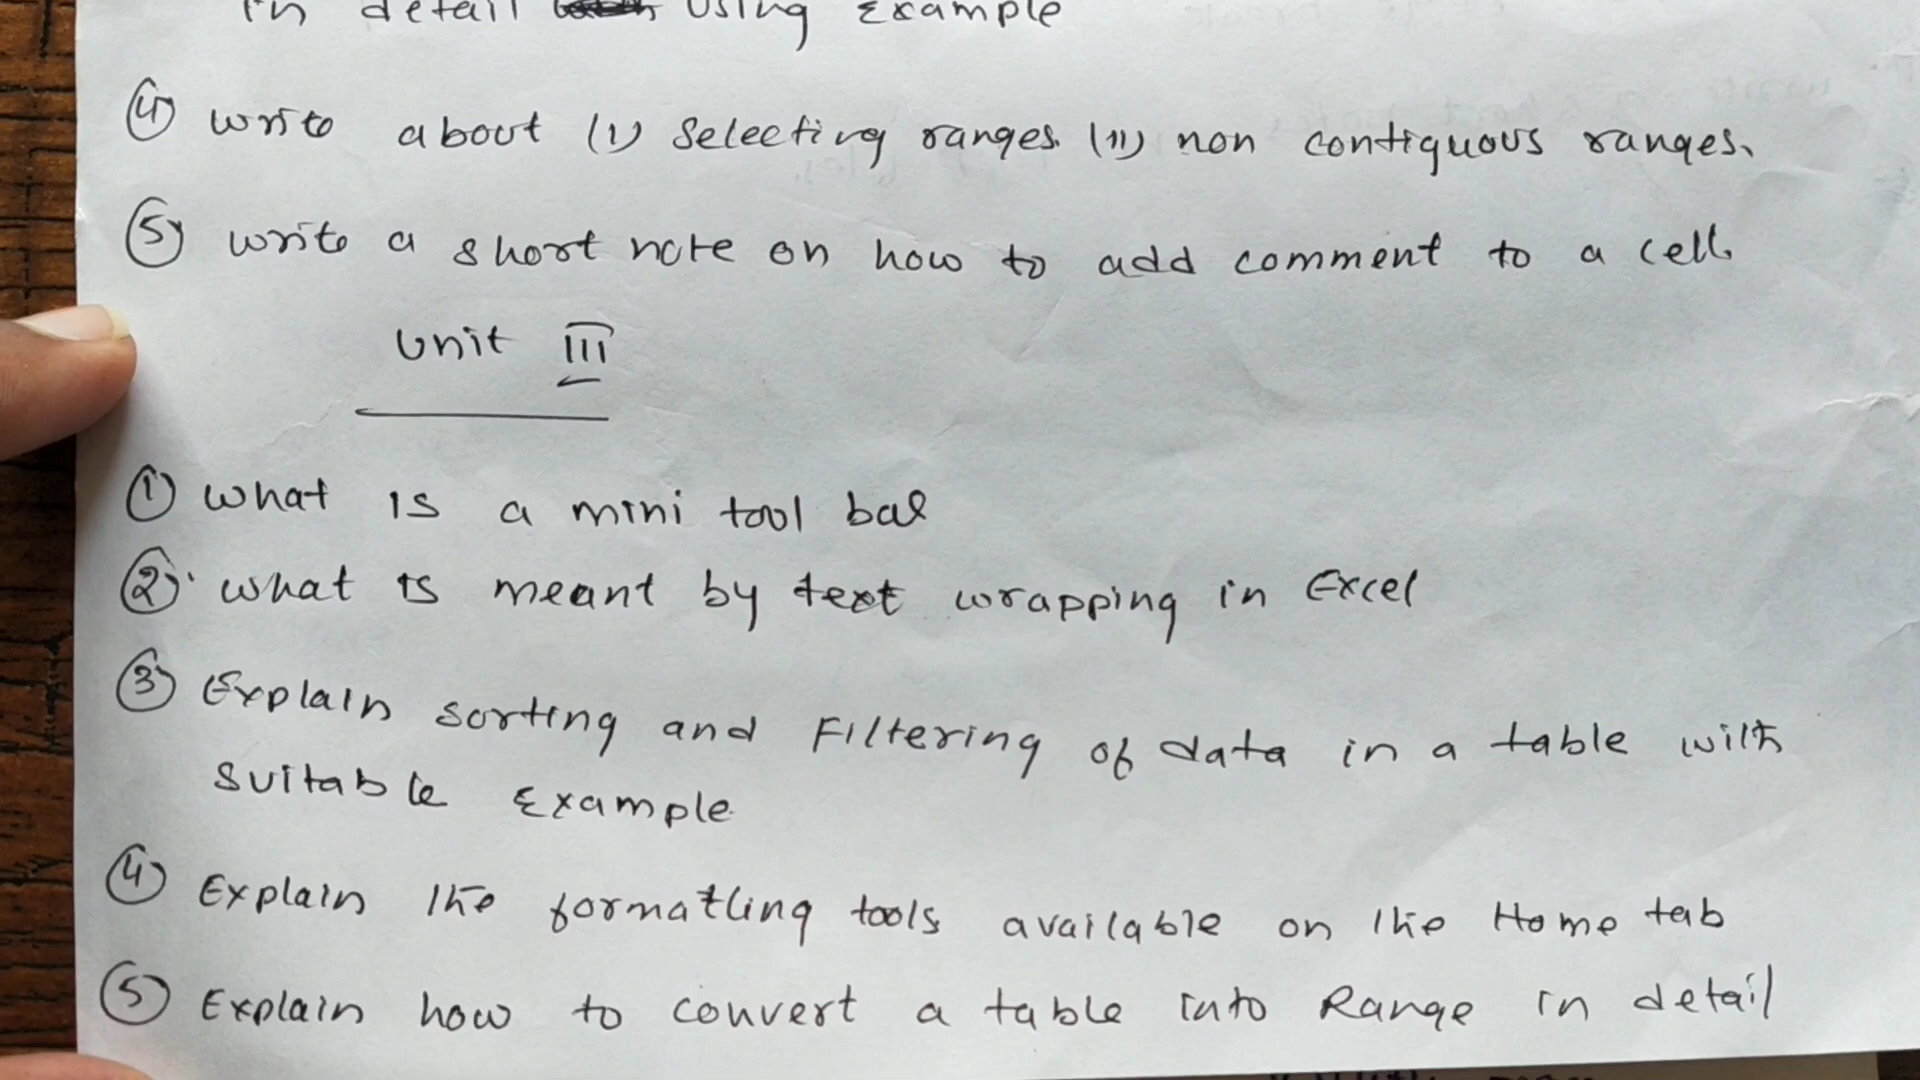 in detail using Example
④ write about (i) Selecting ranges. (ii) non contiguous ranges.
⑤ write a short note on how to add comment to a cell.
Unit III
① what is a mini tool bar
② what is meant by text wrapping in Excel
③ Explain sorting and Filtering of data in a table with
suitable Example.
④ Explain the formatting tools available on the Home tab
⑤ Explain how to convert a table into Range in detail